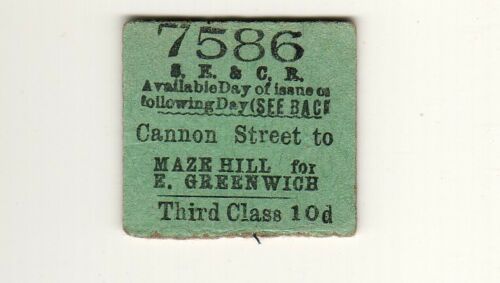 7586
S. E. & C. R.
Available Day of issue or
following Day (SEE BACK
Cannon Street to
MAZE HILL for
E. GREENWICH
Third Class 10d